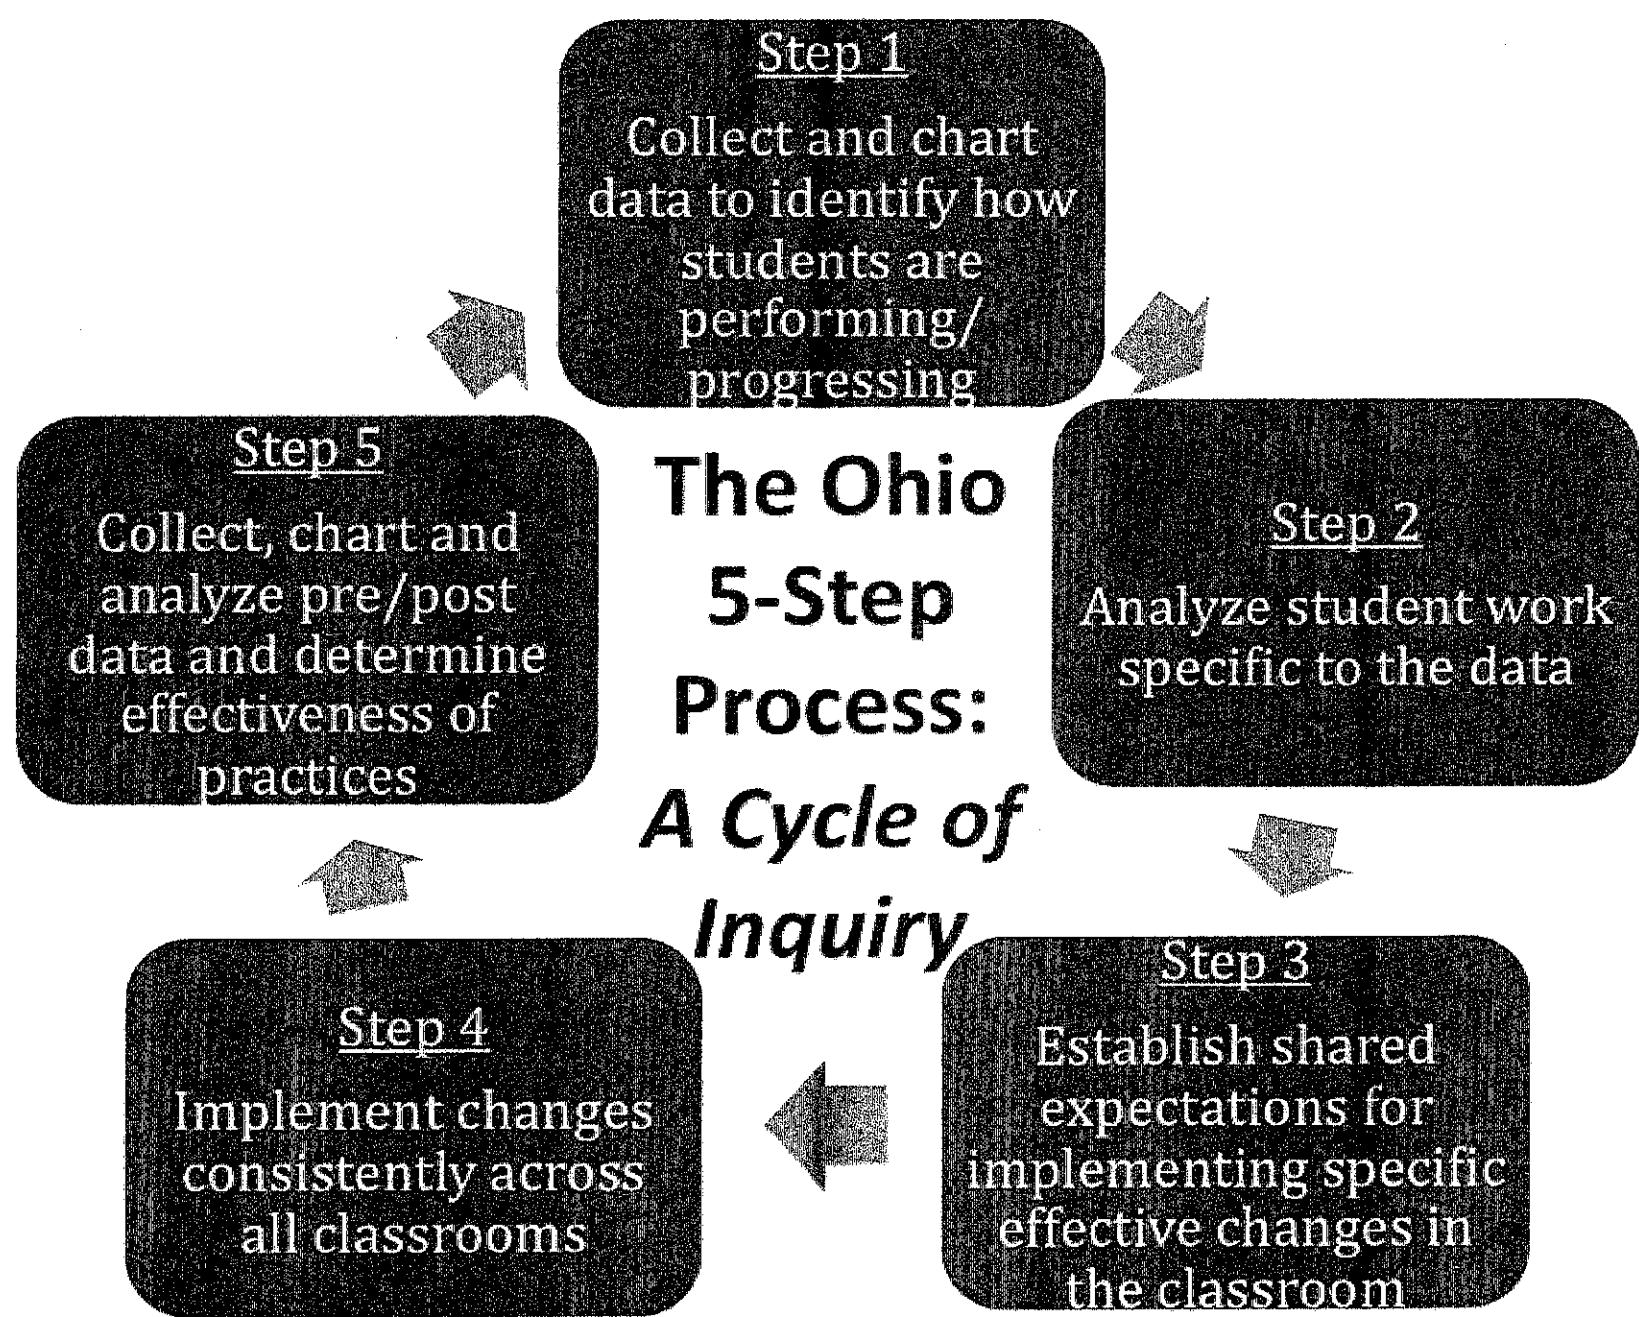 Step 1
Collect and chart
data to identify how
students are
performing/
progressing
The Ohio
5-Step
Process:
A Cycle of
Inquiry
Step 2
Analyze student work
specific to the data
Step 3
Establish shared
expectations for
implementing specific
effective changes in
the classroom
Step 4
Implement changes
consistently across
all classrooms
Step 5
Collect, chart and
analyze pre/post
data and determine
effectiveness of
practices